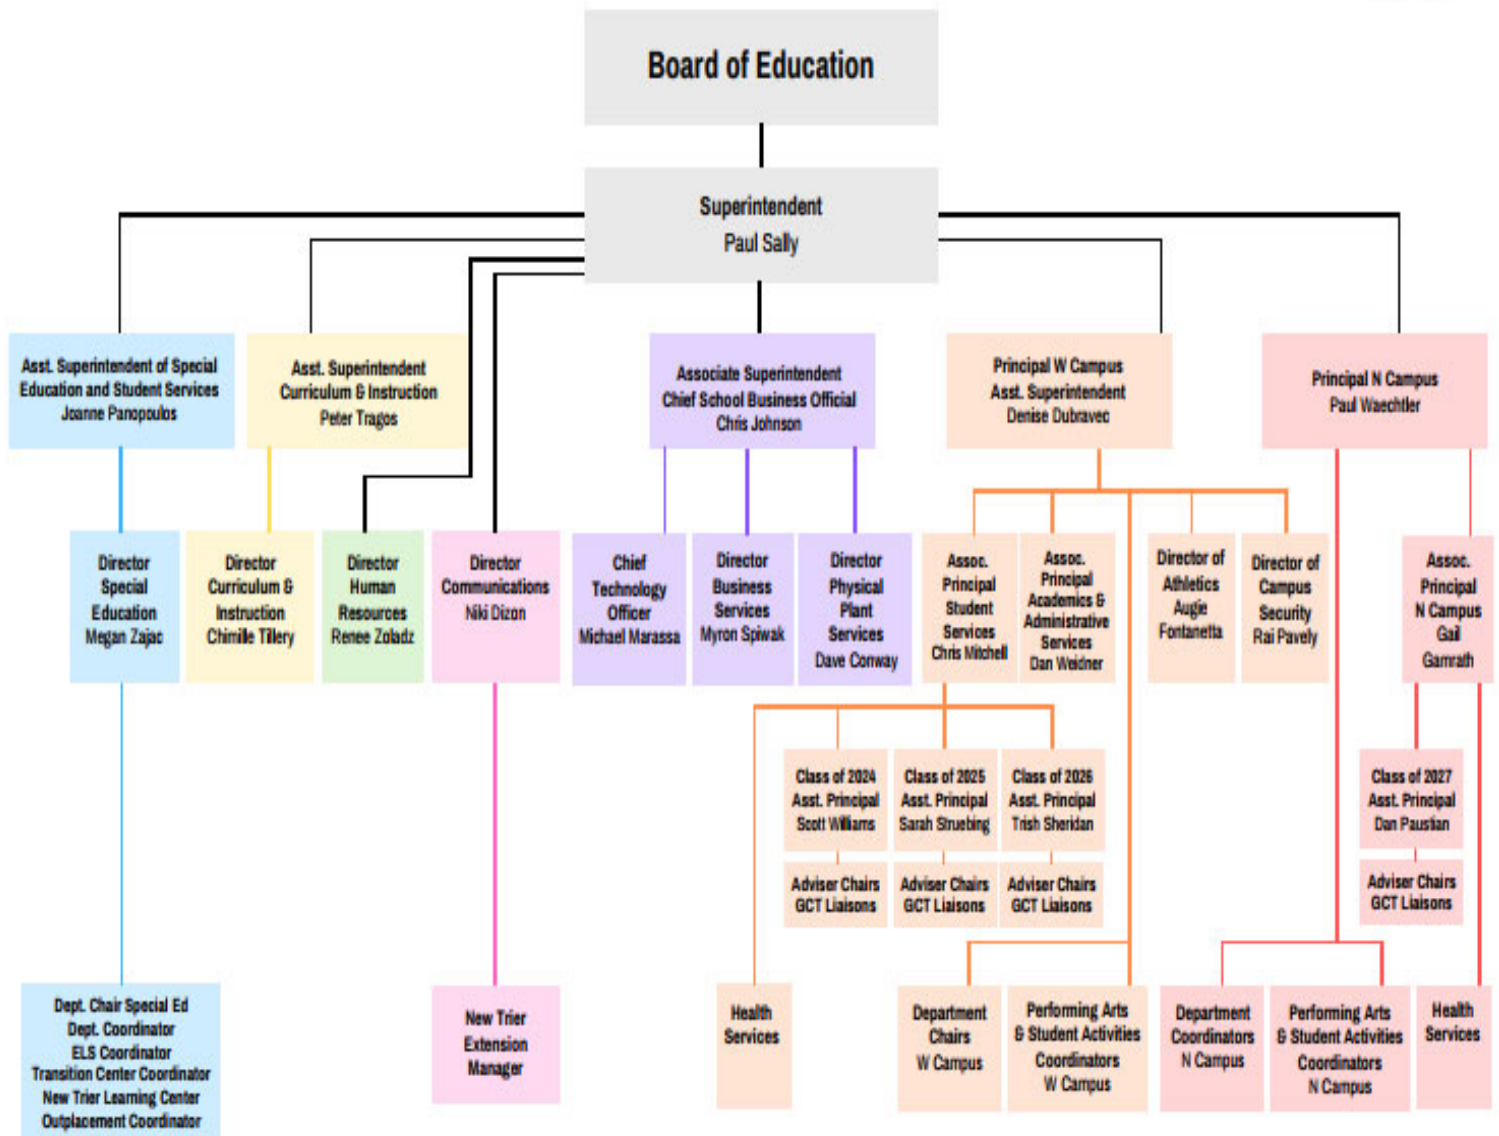 Board of Education
Superintendent
Paul Sally
Asst. Superintendent of Special
Education and Student Services
Joanne Panopoulos
Asst. Superintendent
Curriculum & Instruction
Peter Tragos
Associate Superintendent
Chief School Business Official
Chris Johnson
Principal W Campus
Asst. Superintendent
Denise Dubravec
Principal N Campus
Paul Waechtler
Director
Special
Education
Megan Zajac
Director
Curriculum &
Instruction
Chimille Tillery
Director
Human
Resources
Renee Zoladz
Director
Communications
Niki Dizon
Chief
Technology
Officer
Michael Marassa
Director
Business
Services
Myron Spiwak
Director
Physical
Plant
Services
Dave Conway
Assoc.
Principal
Student
Services
Chris Mitchell
Assoc.
Principal
Academics &
Administrative
Services
Dan Weidner
Director of
Athletics
Augie
Fontanetta
Director of
Campus
Security
Rai Pavely
Assoc.
Principal
N Campus
Gail
Gamrath
Class of 2024
Asst. Principal
Scott Williams
Class of 2025
Asst. Principal
Sarah Struebing
Class of 2026
Asst. Principal
Trish Sheridan
Class of 2027
Asst. Principal
Dan Paustian
Adviser Chairs
GCT Liaisons
Adviser Chairs
GCT Liaisons
Adviser Chairs
GCT Liaisons
Adviser Chairs
GCT Liaisons
Dept. Chair Special Ed
Dept. Coordinator
ELS Coordinator
Transition Center Coordinator
New Trier Learning Center
Outplacement Coordinator
New Trier
Extension
Manager
Health
Services
Department
Chairs
W Campus
Performing Arts
& Student Activities
Coordinators
W Campus
Department
Coordinators
N Campus
Performing Arts
& Student Activities
Coordinators
N Campus
Health
Services